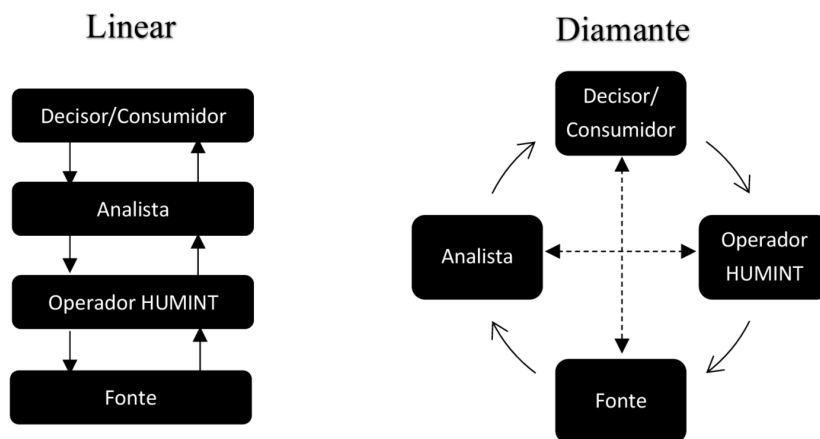 Linear
Decisor/Consumidor
Analista
Operador HUMINT
Fonte
Diamante
Decisor/
Consumidor
Analista
Operador
HUMINT
Fonte